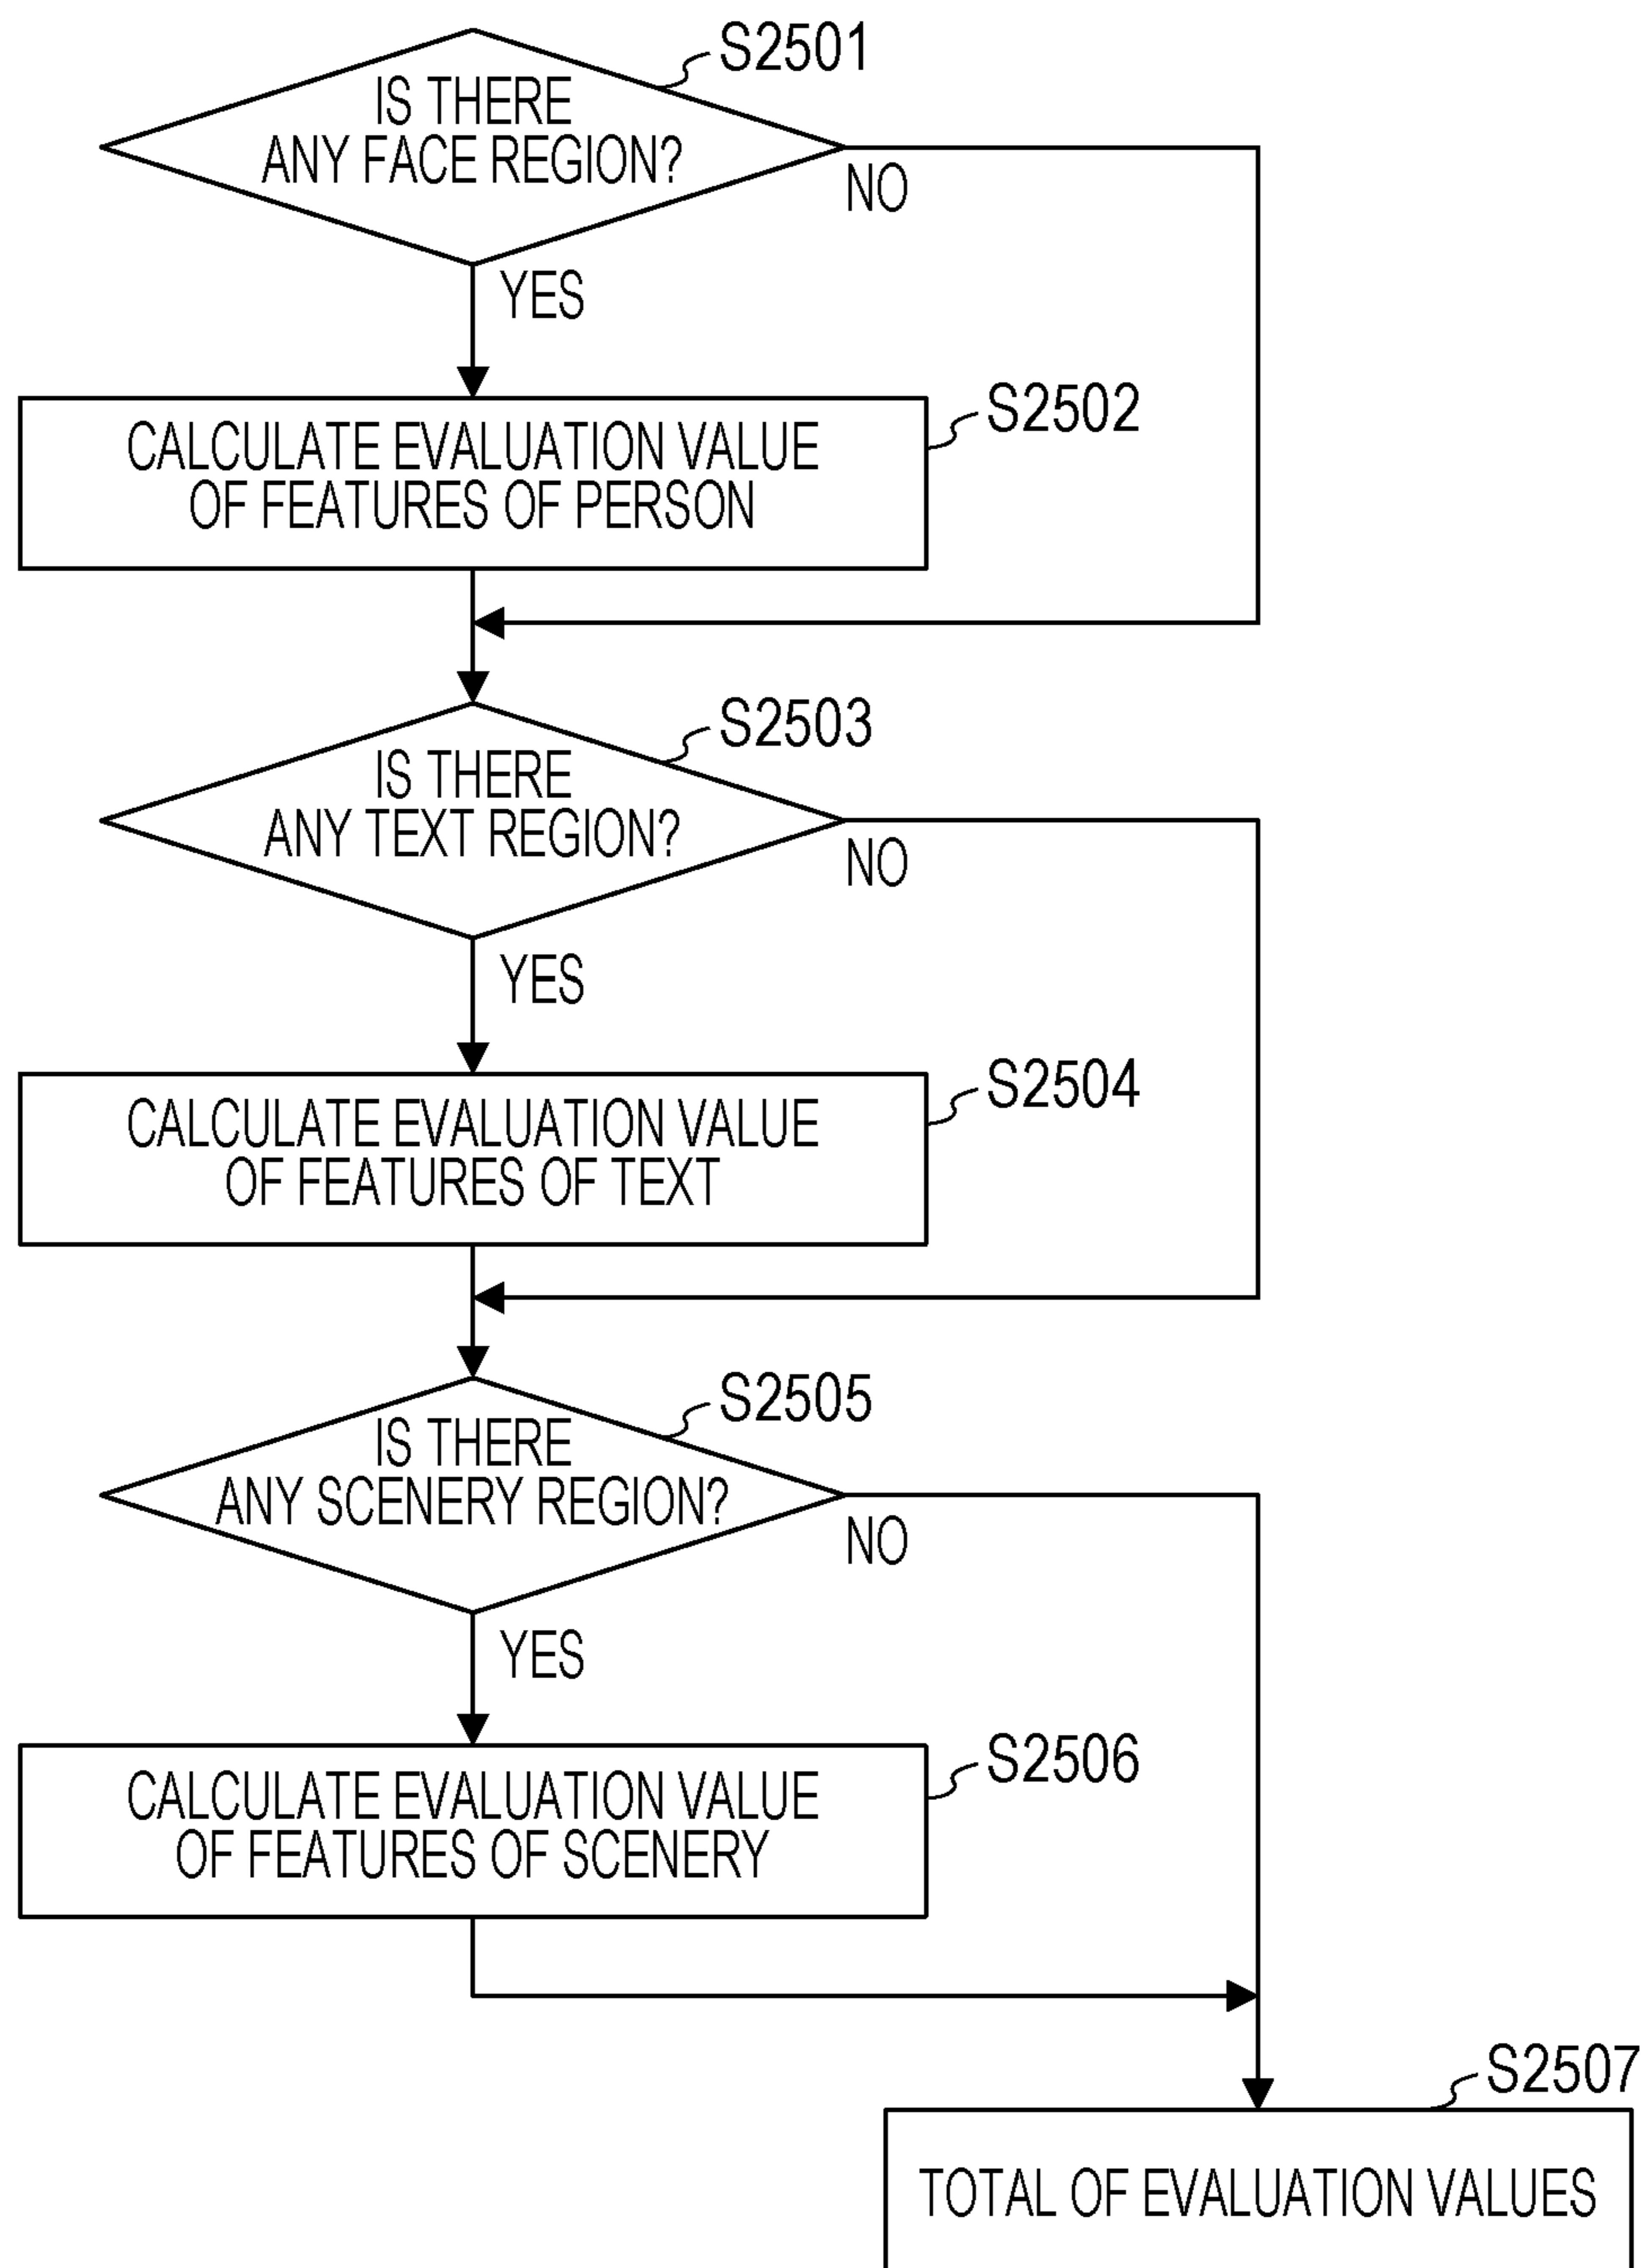 S2501
IS THERE
ANY FACE REGION?
NO
YES
S2502
CALCULATE EVALUATION VALUE
OF FEATURES OF PERSON
S2503
IS THERE
ANY TEXT REGION?
NO
YES
S2504
CALCULATE EVALUATION VALUE
OF FEATURES OF TEXT
S2505
IS THERE
ANY SCENERY REGION?
NO
YES
S2506
CALCULATE EVALUATION VALUE
OF FEATURES OF SCENERY
S2507
TOTAL OF EVALUATION VALUES